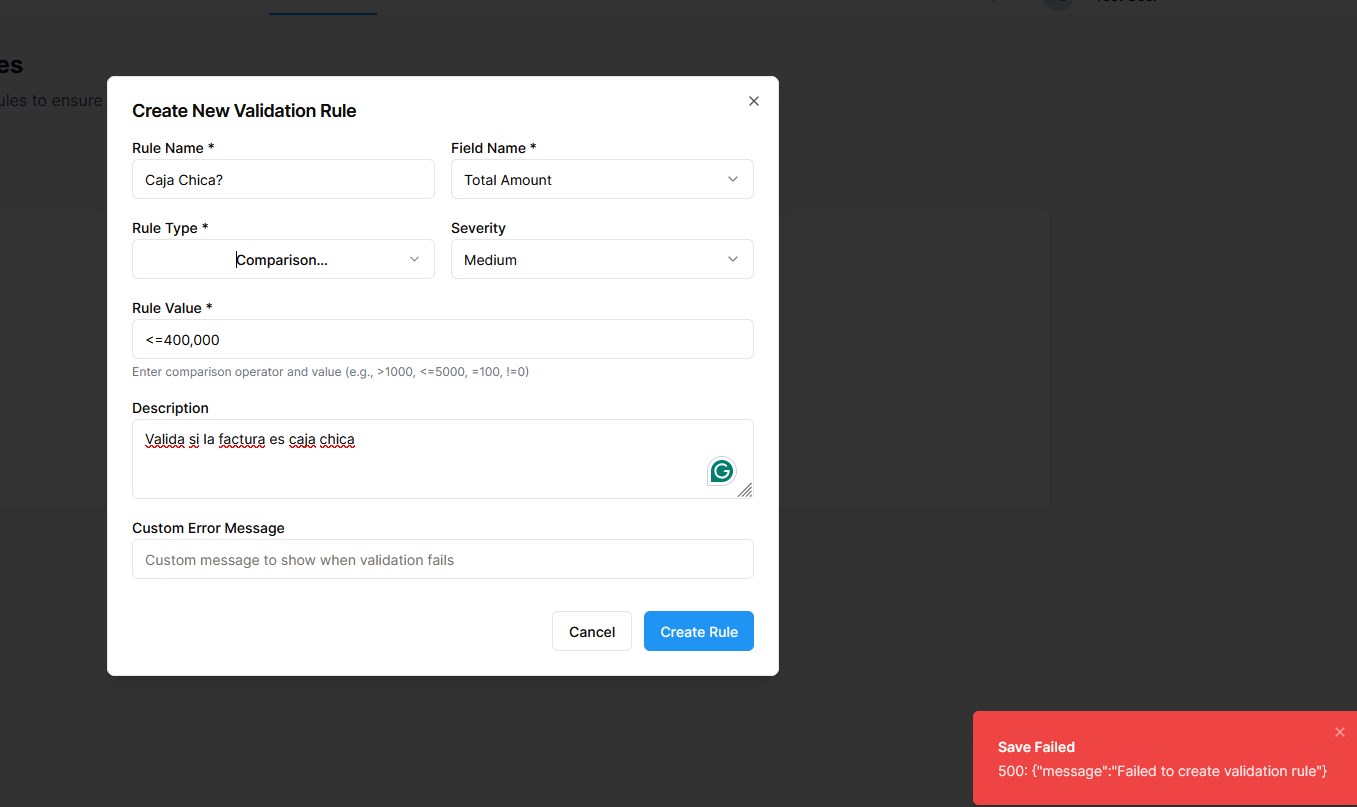 es
ules to ensure
Create New Validation Rule
Rule Name *
Field Name *
Caja Chica?
Total Amount
Rule Type *
Severity
Comparison...
Medium
Rule Value *
<=400,000
Enter comparison operator and value (e.g., >1000, <=5000, =100, !=0)
Description
Valida si la factura es caja chica
Custom Error Message
Custom message to show when validation fails
Cancel
Create Rule
Save Failed
500: {"message":"Failed to create validation rule"}